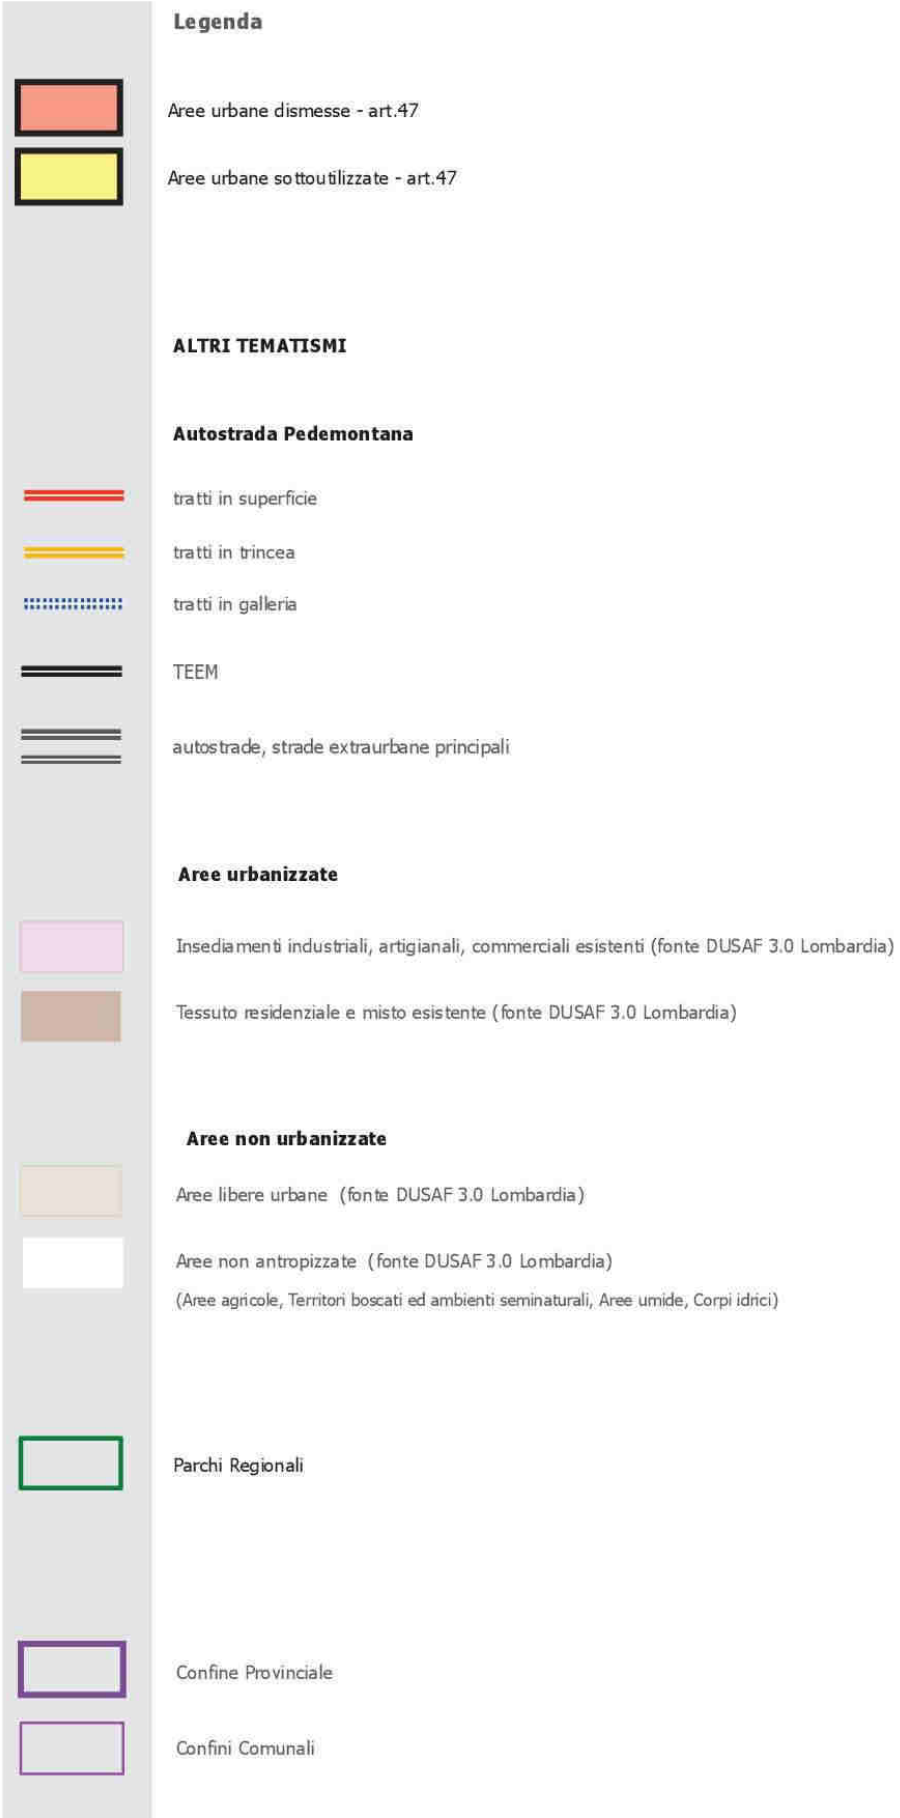 Legenda
Aree urbane dismesse - art.47
Aree urbane sottoutilizzate - art.47
ALTRI TEMATISMI
Autostrada Pedemontana
tratti in superficie
tratti in trincea
tratti in galleria
TEEM
autostrade, strade extraurbane principali
Aree urbanizzate
Insediamenti industriali, artigianali, commerciali esistenti (fonte DUSAF 3.0 Lombardia)
Tessuto residenziale e misto esistente (fonte DUSAF 3.0 Lombardia)
Aree non urbanizzate
Aree libere urbane (fonte DUSAF 3.0 Lombardia)
Aree non antropizzate (fonte DUSAF 3.0 Lombardia)
(Aree agricole, Territori boscati ed ambienti seminaturali, Aree umide, Corpi idrici)
Parchi Regionali
Confine Provinciale
Confini Comunali